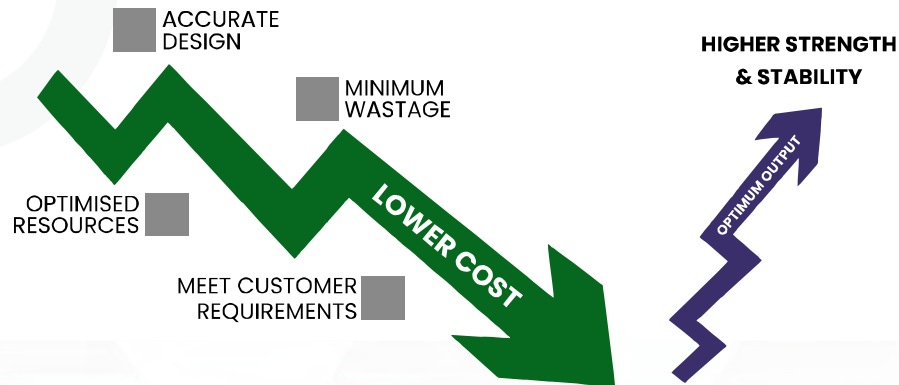 ACCURATE
DESIGN
MINIMUM
WASTAGE
OPTIMISED
RESOURCES
MEET CUSTOMER
REQUIREMENTS
LOWER COST
HIGHER STRENGTH
& STABILITY
OPTIMUM OUTPUT